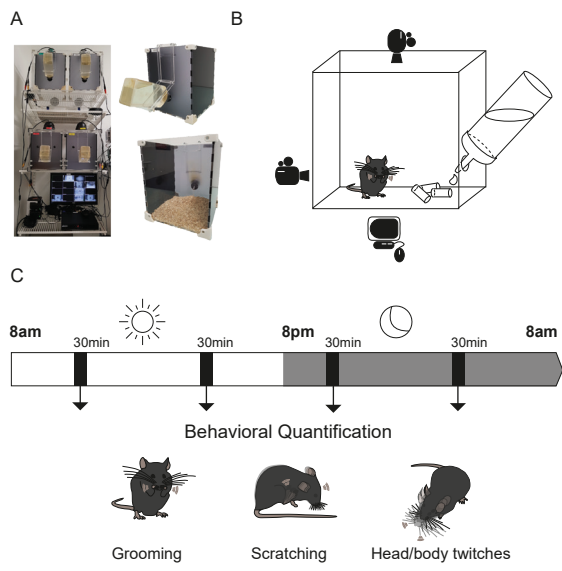 A
B
C
8am
30min
30min
8pm
30min
30min
8am
Behavioral Quantification
Grooming
Scratching
Head/body twitches